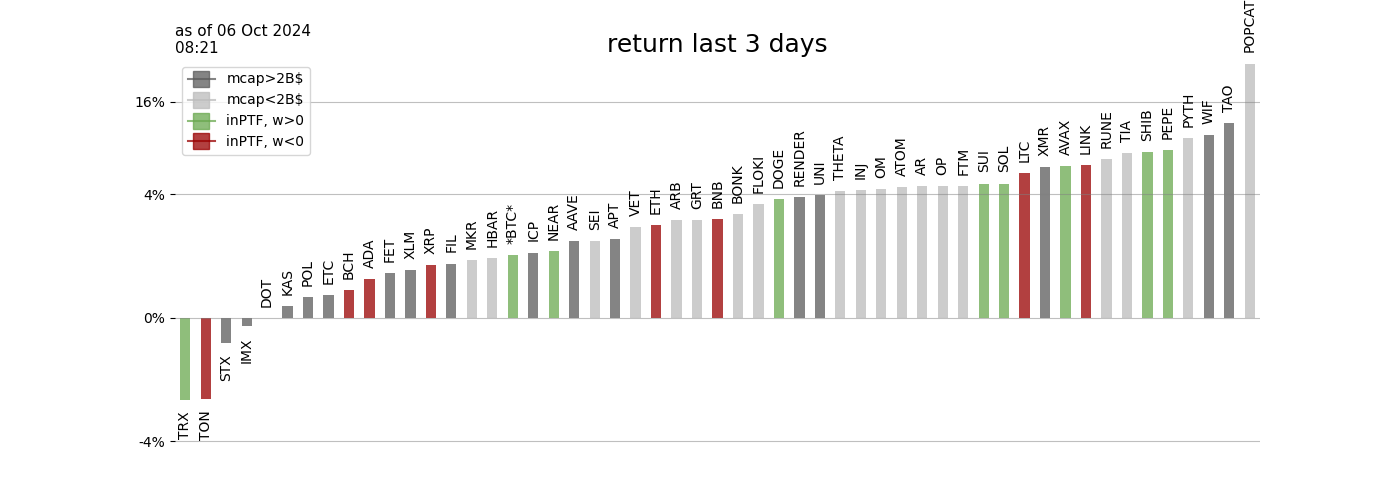 as of 06 Oct 2024
08:21
return last 3 days
mcap>2B$
mcap<2B$
inPTF, w>0
inPTF, w<0
16%
4%
0%
-4%
TRX
TON
STX
IMX
DOT
KAS
POL
ETC
BCH
ADA
FET
XLM
XRP
FIL
MKR
HBAR
*BTC*
ICP
NEAR
AAVE
SEI
APT
VET
ETH
ARB
GRT
BNB
BONK
FLOKI
DOGE
RENDER
UNI
THETA
INJ
OM
ATOM
AR
OP
FTM
SUI
SOL
LTC
XMR
AVAX
LINK
RUNE
TIA
SHIB
PEPE
PYTH
WIF
TAO
POPCAT